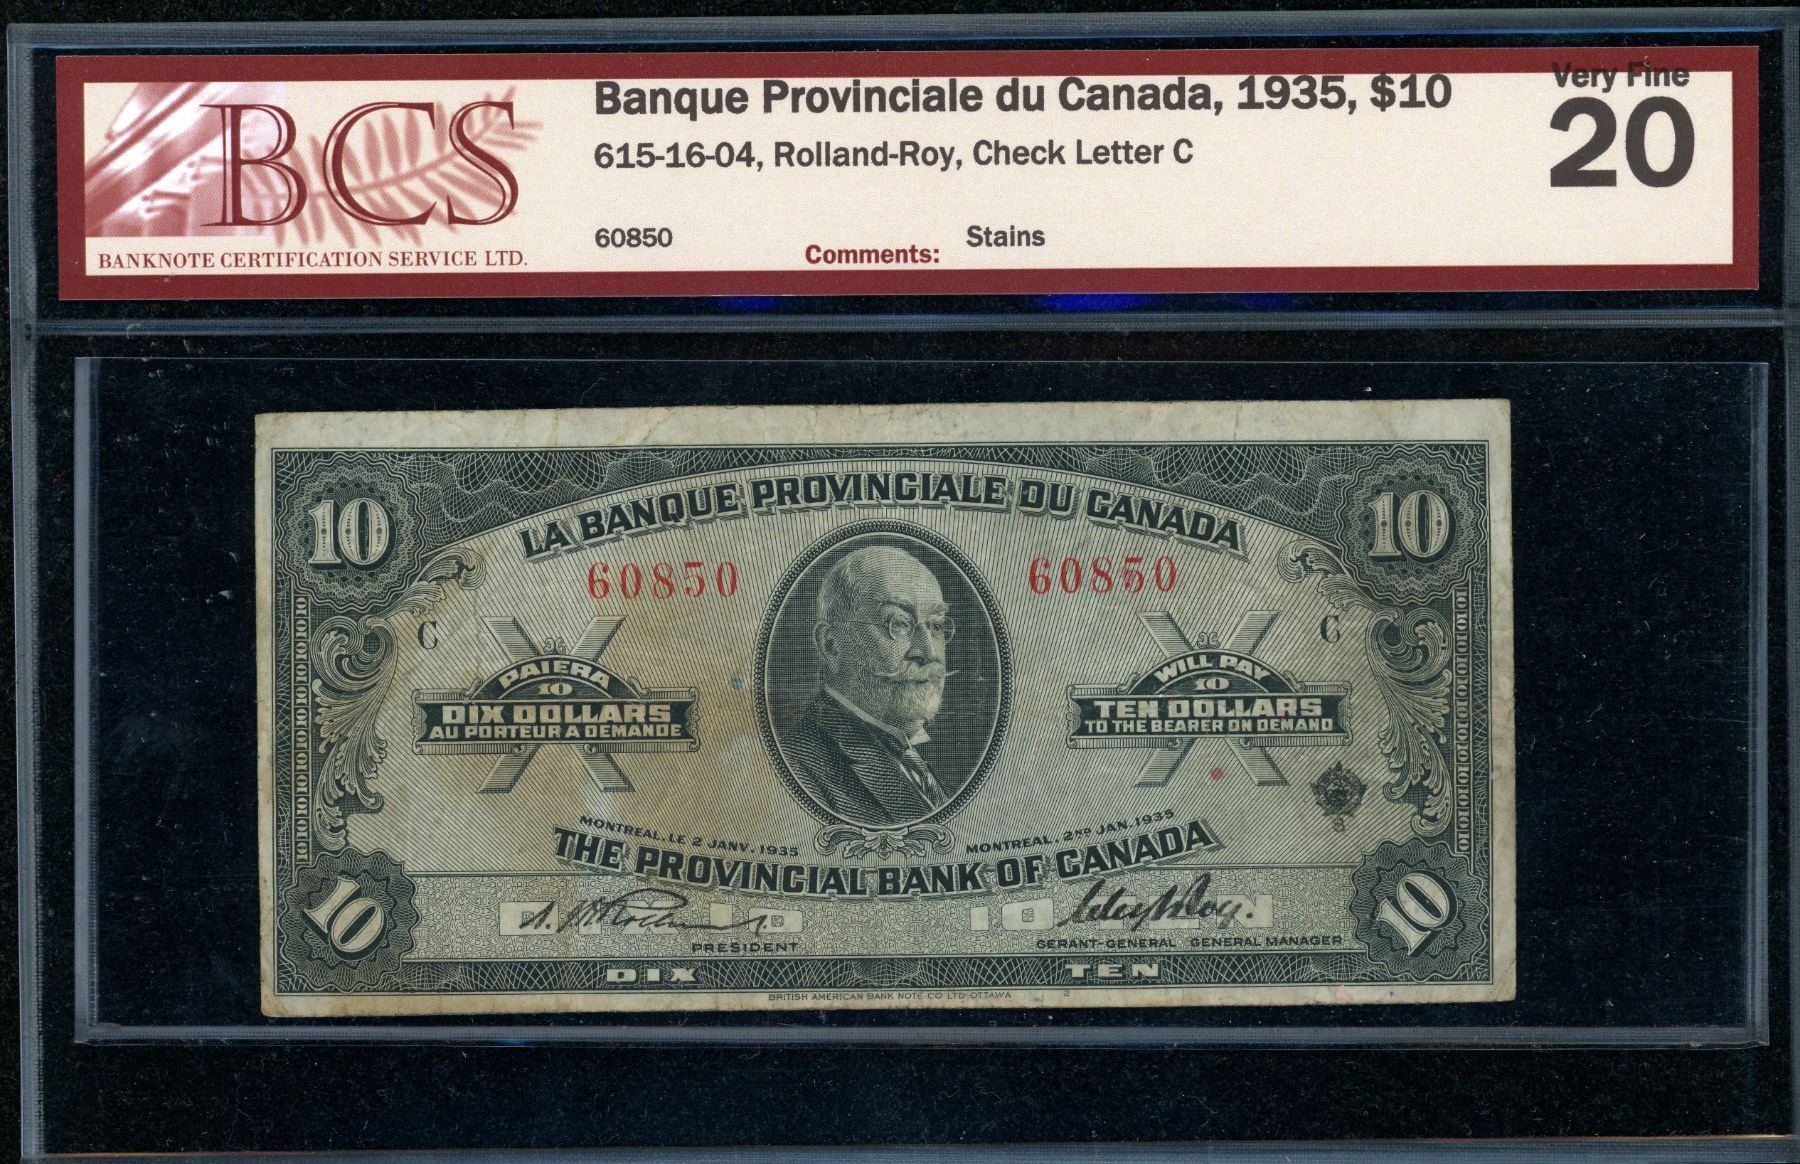 BCS
BANKNOTE CERTIFICATION SERVICE LTD.
Banque Provinciale du Canada, 1935, $10
615-16-04, Rolland-Roy, Check Letter C
60850
Comments: Stains
Very Fine
20
10 10
LA BANQUE PROVINCIALE DU CANADA
60850 60850
C C
PAIERA
10
DIX DOLLARS
AU PORTEUR A DEMANDE
WILL PAY
10
TEN DOLLARS
TO THE BEARER ON DEMAND
MONTREAL, LE 2 JANV. 1935
MONTREAL, 2ND JAN. 1935
THE PROVINCIAL BANK OF CANADA
10 10
PRESIDENT
GERANT-GENERAL GENERAL MANAGER
DIX TEN
BRITISH AMERICAN BANK NOTE CO LTD OTTAWA 2